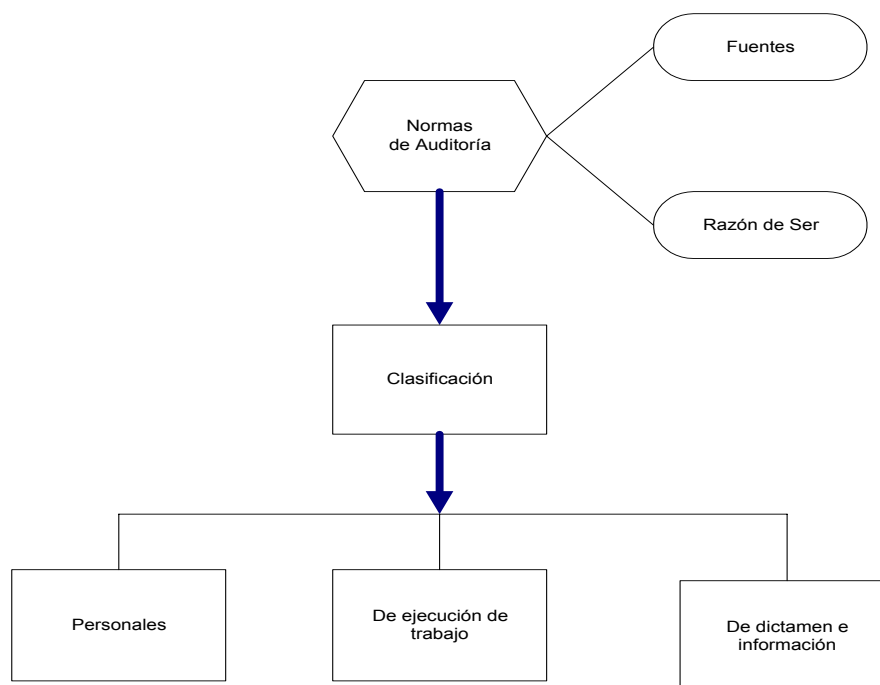 Fuentes
Normas
de Auditoría
Razón de Ser
Clasificación
Personales
De ejecución de
trabajo
De dictamen e
información